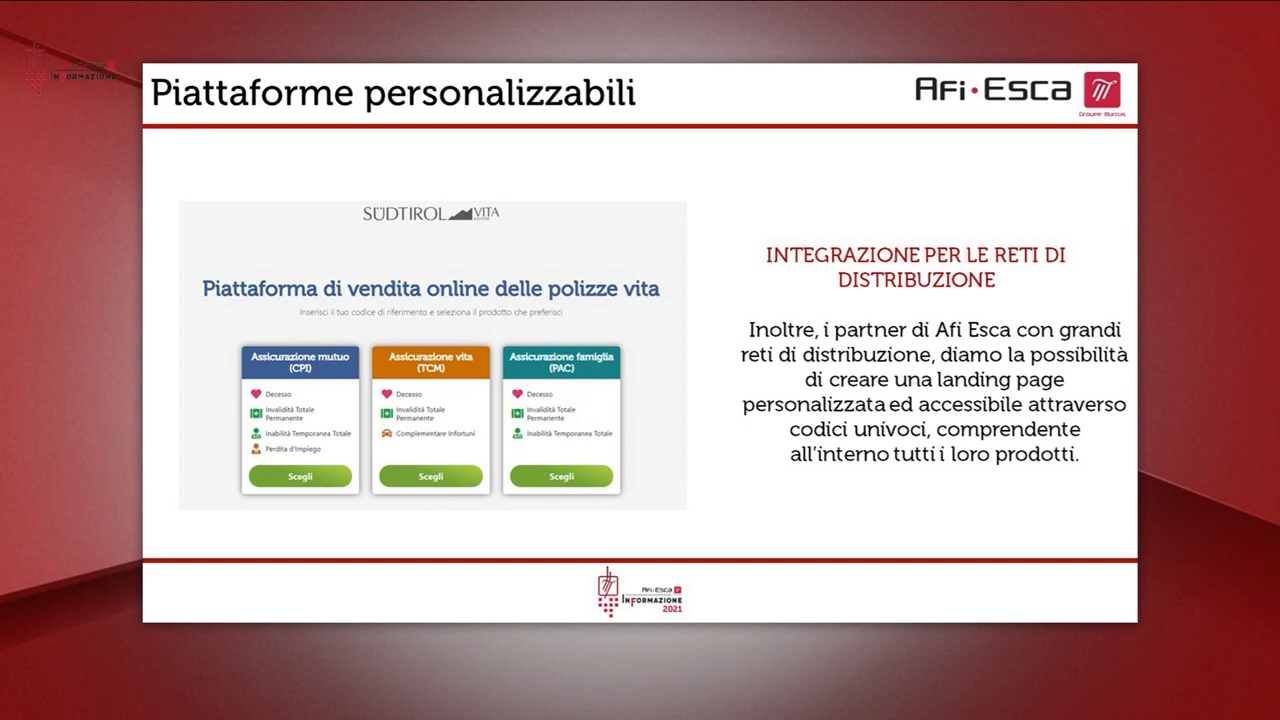 INFORMAZIONE
Piattaforme personalizzabili
AFi•ESCA
Groupe Burrus
SÜDTIROL VITA
Piattaforma di vendita online delle polizze vita
Inserisci il tuo codice di riferimento e seleziona il prodotto che preferisci
Assicurazione mutuo
(CPI)
Decesso
Invalidità Totale
Permanente
Inabilità Temporanea Totale
Perdita d'Impiego
Scegli
Assicurazione vita
(TCM)
Decesso
Invalidità Totale
Permanente
Complementare Infortuni
Scegli
Assicurazione famiglia
(PAC)
Decesso
Invalidità Totale
Permanente
Inabilità Temporanea Totale
Scegli
INTEGRAZIONE PER LE RETI DI
DISTRIBUZIONE
Inoltre, i partner di Afi Esca con grandi
reti di distribuzione, diamo la possibilità
di creare una landing page
personalizzata ed accessibile attraverso
codici univoci, comprendente
all'interno tutti i loro prodotti.
AFi-ESCA
INFORMAZIONE
2021